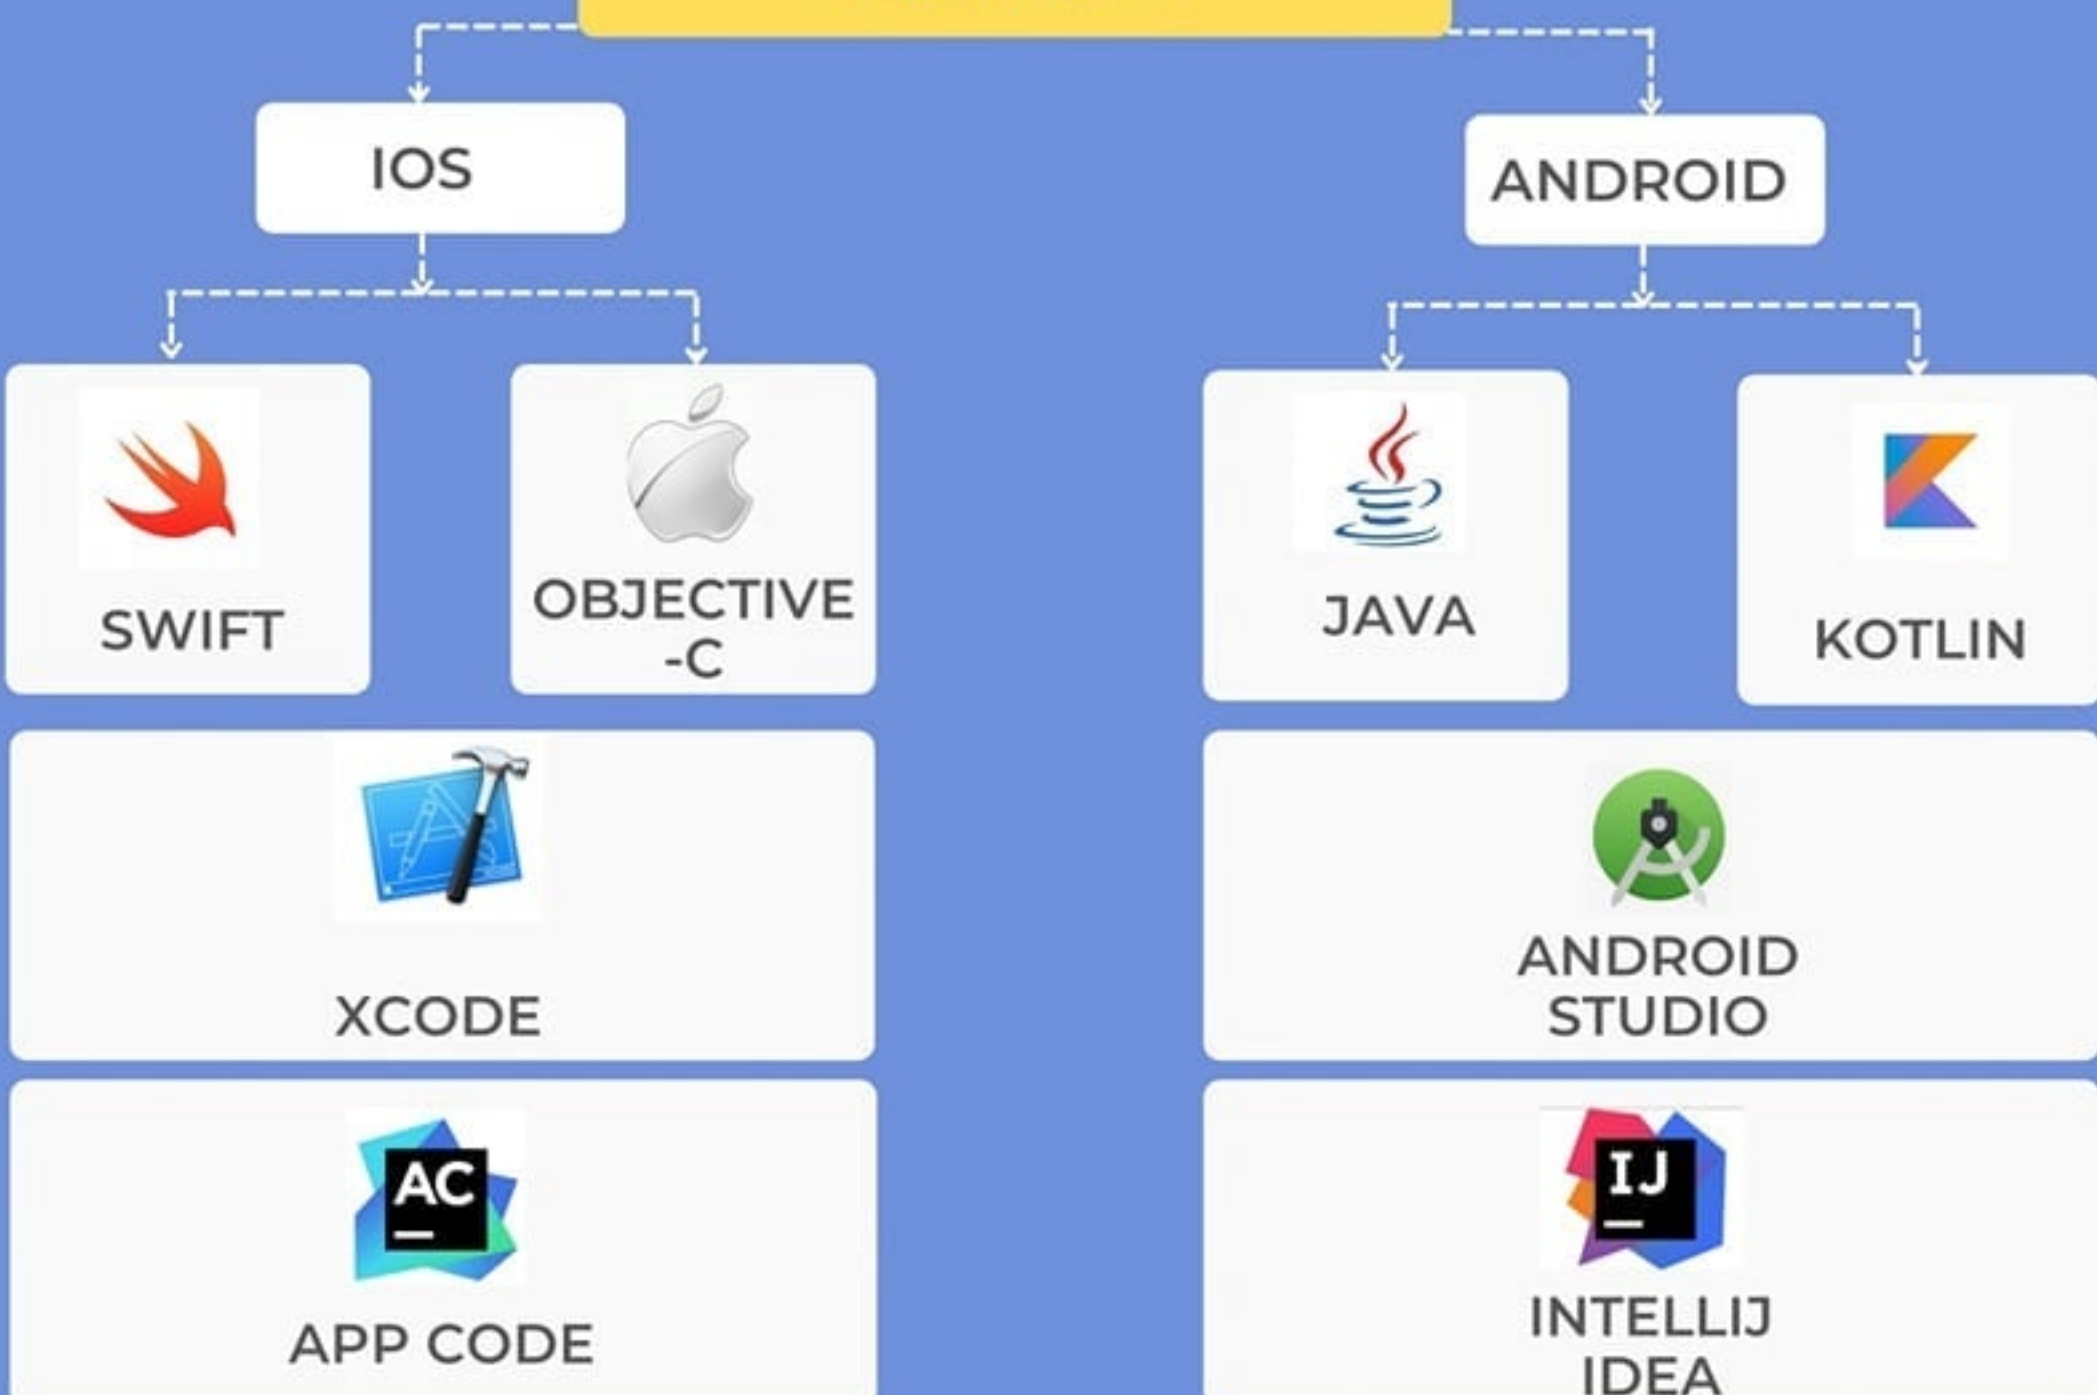 IOS
ANDROID
SWIFT
OBJECTIVE
-C
JAVA
KOTLIN
XCODE
ANDROID
STUDIO
AC
APP CODE
IJ
INTELLIJ
IDEA